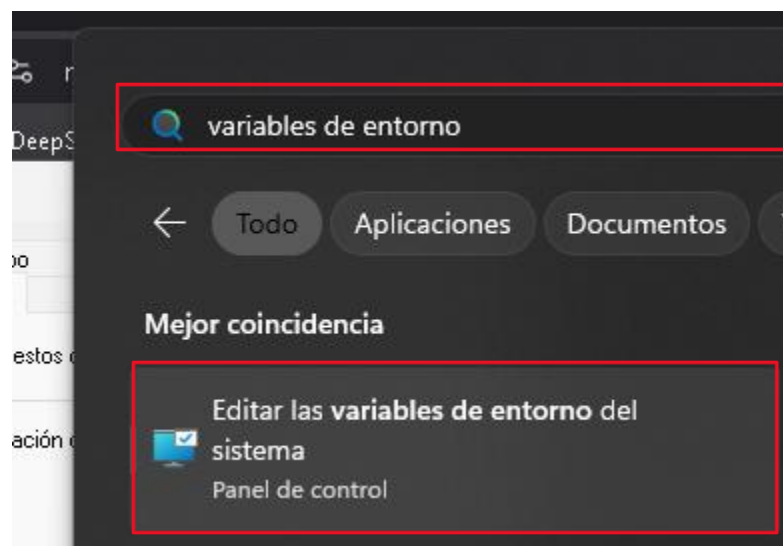 variables de entorno
DeepS
Todo Aplicaciones Documentos
Mejor coincidencia
estos
Editar las variables de entorno del
sistema
ación
Panel de control